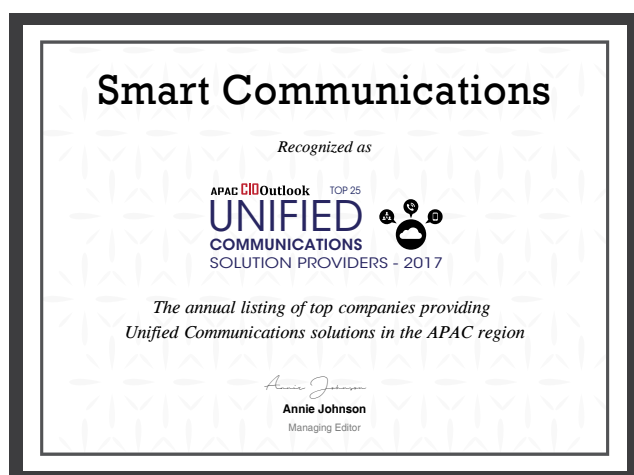 Smart Communications
Recognized as
APAC CIOOutlook TOP 25
UNIFIED
COMMUNICATIONS
SOLUTION PROVIDERS - 2017
The annual listing of top companies providing
Unified Communications solutions in the APAC region
Annie Johnson
Annie Johnson
Managing Editor